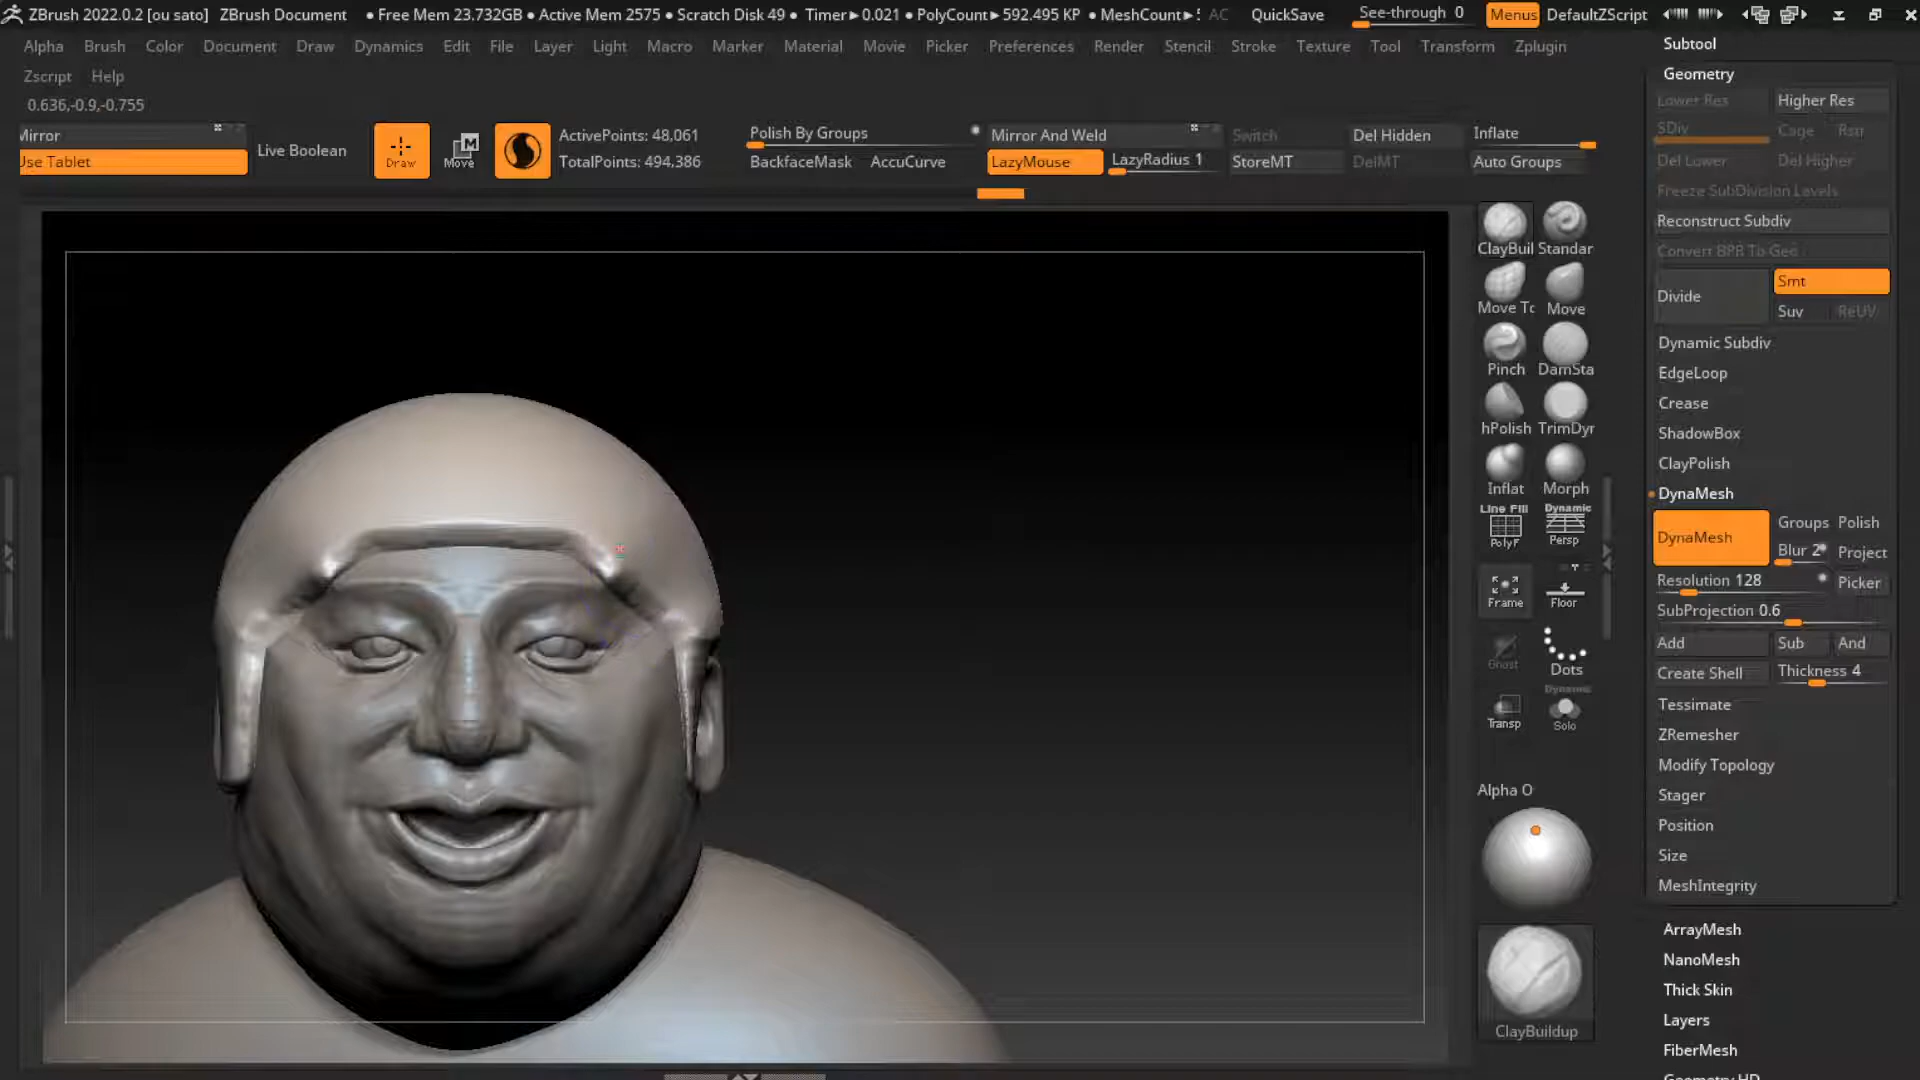 ZBrush 2022.0.2 [ou sato] ZBrush Document • Free Mem 23.732GB • Active Mem 2575 • Scratch Disk 49 • Timer▶0.021 • PolyCount▶592.495 KP • MeshCount▶ AC QuickSave See-through 0 Menus DefaultZScript
Alpha Brush Color Document Draw Dynamics Edit File Layer Light Macro Marker Material Movie Picker Preferences Render Stencil Stroke Texture Tool Transform Zplugin
Zscript Help
0.636,-0.9,-0.755
Mirror
Use Tablet
Live Boolean
Draw
Move
ActivePoints: 48,061
TotalPoints: 494,386
Polish By Groups
BackfaceMask AccuCurve
Mirror And Weld
LazyMouse LazyRadius 1
Switch Del Hidden
StoreMT DelMT
Inflate
Auto Groups
ClayBuil Standar
Move Tc Move
Pinch DamSta
hPolish TrimDyr
Inflat Morph
Line Fill Dynamic
PolyF Persp
Frame Floor
Ghost Dots
Dynamic
Transp Solo
Alpha O
ClayBuildup
Subtool
Geometry
Lower Res Higher Res
SDiv Cage Rstr
Del Lower Del Higher
Freeze SubDivision Levels
Reconstruct Subdiv
Convert BPR To Geo
Divide Smt
Suv ReUV
Dynamic Subdiv
EdgeLoop
Crease
ShadowBox
ClayPolish
DynaMesh
DynaMesh Groups Polish
Blur 2 Project
Resolution 128 Picker
SubProjection 0.6
Add Sub And
Create Shell Thickness 4
Tessimate
ZRemesher
Modify Topology
Stager
Position
Size
MeshIntegrity
ArrayMesh
NanoMesh
Thick Skin
Layers
FiberMesh
Geometry HD